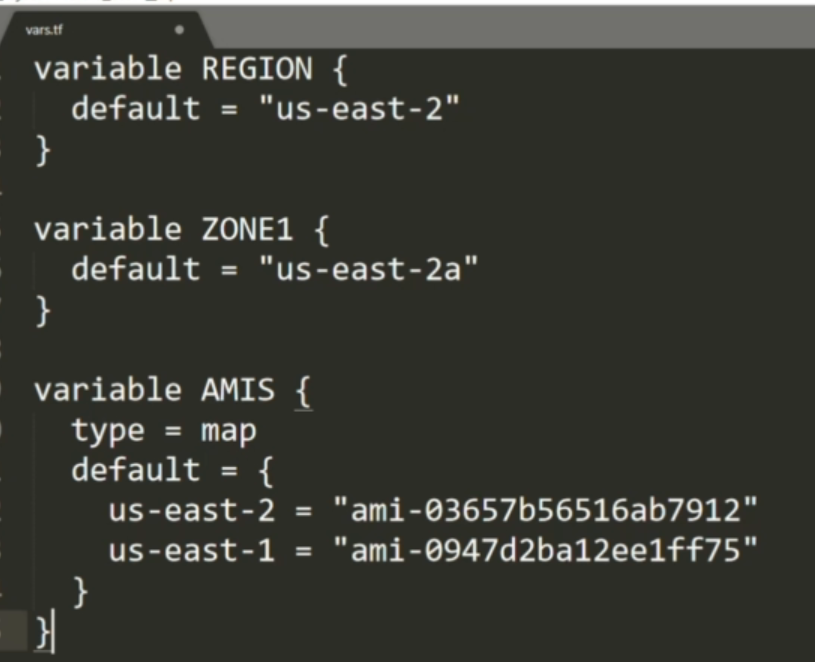 vars.tf
variable REGION {
  default = "us-east-2"
}
variable ZONE1 {
  default = "us-east-2a"
}
variable AMIS {
  type = map
  default = {
    us-east-2 = "ami-03657b56516ab7912"
    us-east-1 = "ami-0947d2ba12ee1ff75"
  }
}